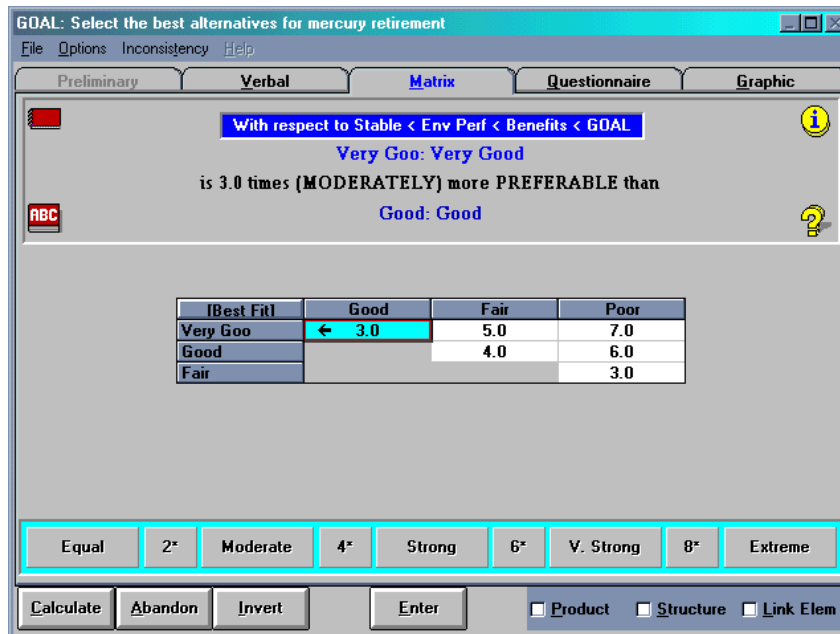 GOAL: Select the best alternatives for mercury retirement
File Options Inconsistency Help
Preliminary Verbal Matrix Questionnaire Graphic
With respect to Stable < Env Perf < Benefits < GOAL
Very Goo: Very Good
is 3.0 times (MODERATELY) more PREFERABLE than
ABC
Good: Good
[Best Fit] Good Fair Poor
Very Goo 3.0 5.0 7.0
Good 4.0 6.0
Fair 3.0
Equal 2* Moderate 4* Strong 6* V. Strong 8* Extreme
Calculate Abandon Invert Enter Product Structure Link Elem